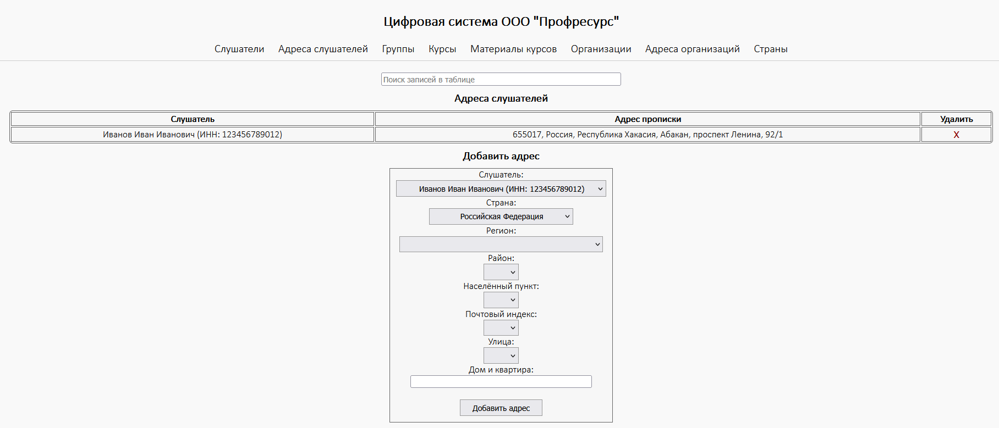 Цифровая система ООО "Профресурс"
Слушатели Адреса слушателей Группы Курсы Материалы курсов Организации Адреса организаций Страны
Поиск записей в таблице
Адреса слушателей
Слушатель Адрес прописки Удалить
Иванов Иван Иванович (ИНН: 123456789012) 655017, Россия, Республика Хакасия, Абакан, проспект Ленина, 92/1 X
Добавить адрес
Слушатель:
Иванов Иван Иванович (ИНН: 123456789012)
Страна:
Российская Федерация
Регион:
Район:
Населённый пункт:
Почтовый индекс:
Улица:
Дом и квартира:
Добавить адрес